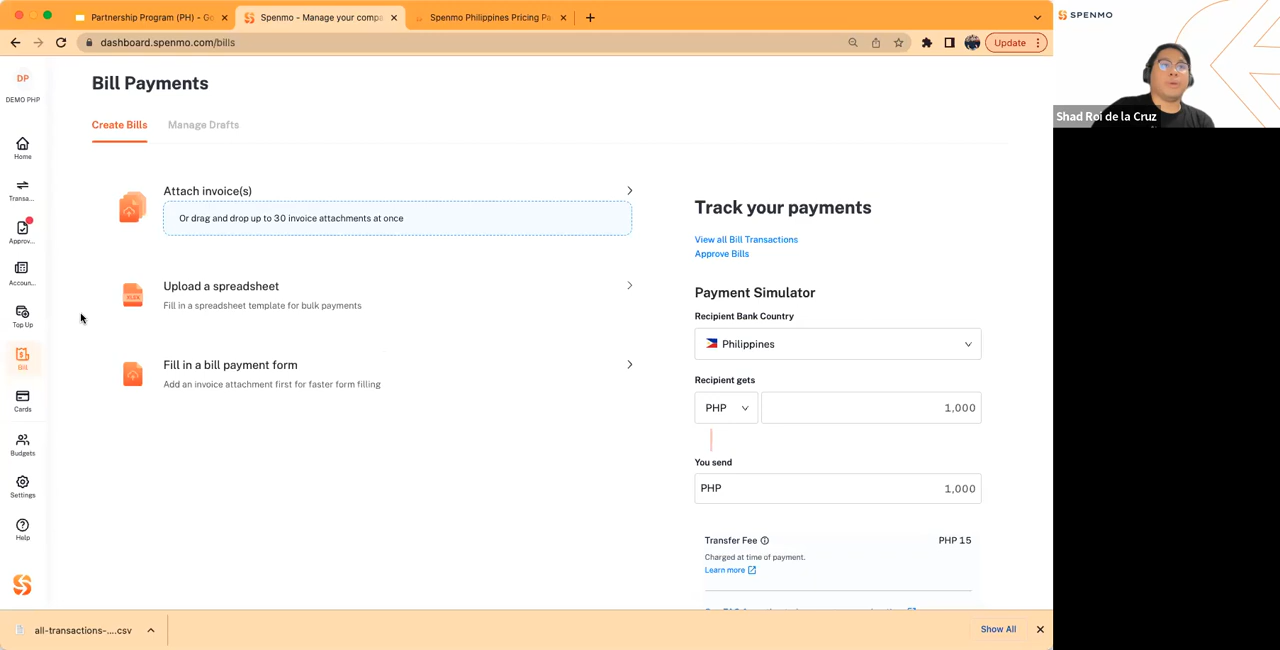 Partnership Program (PH) - Go
Spenmo – Manage your compa
Spenmo Philippines Pricing Pa
dashboard.spenmo.com/bills
Update
SPENMO
Shad Roi de la Cruz
DP
DEMO PHP
Home
Transa...
Approv...
Accoun...
Top Up
Bill
Cards
Budgets
Settings
Help
Bill Payments
Create Bills
Manage Drafts
Attach invoice(s)
Or drag and drop up to 30 invoice attachments at once
Upload a spreadsheet
Fill in a spreadsheet template for bulk payments
Fill in a bill payment form
Add an invoice attachment first for faster form filling
Track your payments
View all Bill Transactions
Approve Bills
Payment Simulator
Recipient Bank Country
Philippines
Recipient gets
PHP 1,000
You send
PHP 1,000
Transfer Fee PHP 15
Charged at time of payment.
Learn more
all-transactions-....csv
Show All